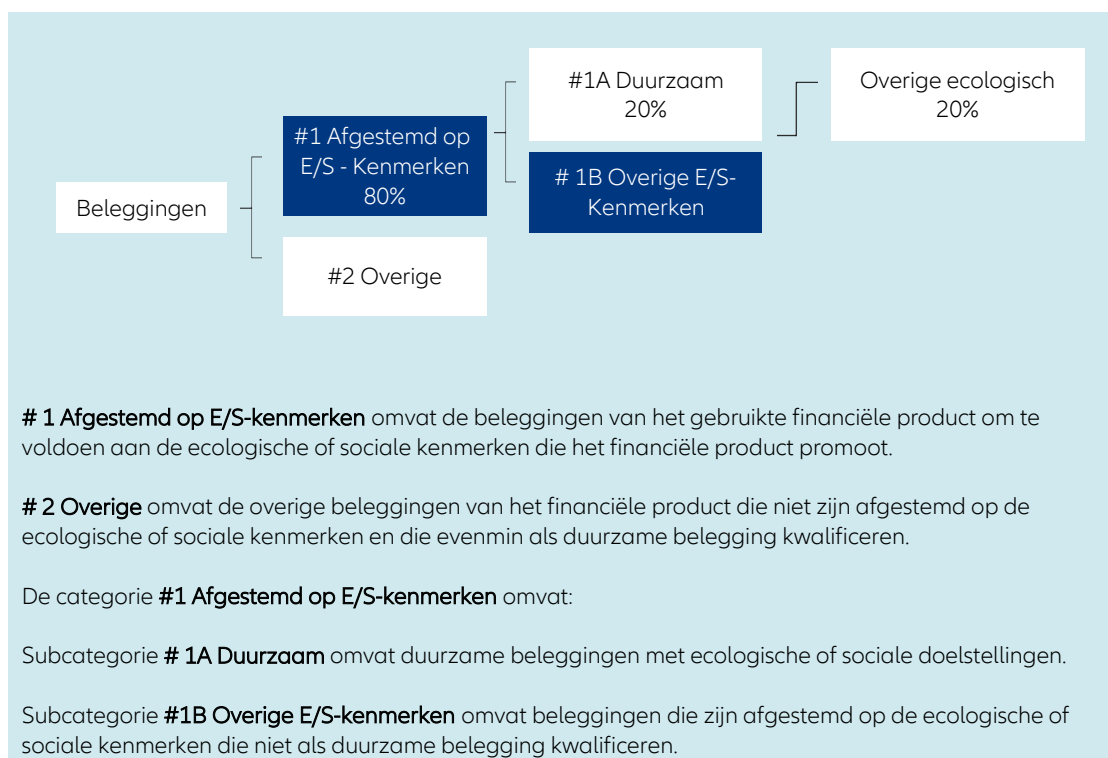 Beleggingen
#1 Afgestemd op
E/S - Kenmerken
80%
#2 Overige
#1A Duurzaam
20%
# 1B Overige E/S-
Kenmerken
Overige ecologisch
20%
# 1 Afgestemd op E/S-kenmerken omvat de beleggingen van het gebruikte financiële product om te
voldoen aan de ecologische of sociale kenmerken die het financiële product promoot.
# 2 Overige omvat de overige beleggingen van het financiële product die niet zijn afgestemd op de
ecologische of sociale kenmerken en die evenmin als duurzame belegging kwalificeren.
De categorie #1 Afgestemd op E/S-kenmerken omvat:
Subcategorie # 1A Duurzaam omvat duurzame beleggingen met ecologische of sociale doelstellingen.
Subcategorie #1B Overige E/S-kenmerken omvat beleggingen die zijn afgestemd op de ecologische of
sociale kenmerken die niet als duurzame belegging kwalificeren.